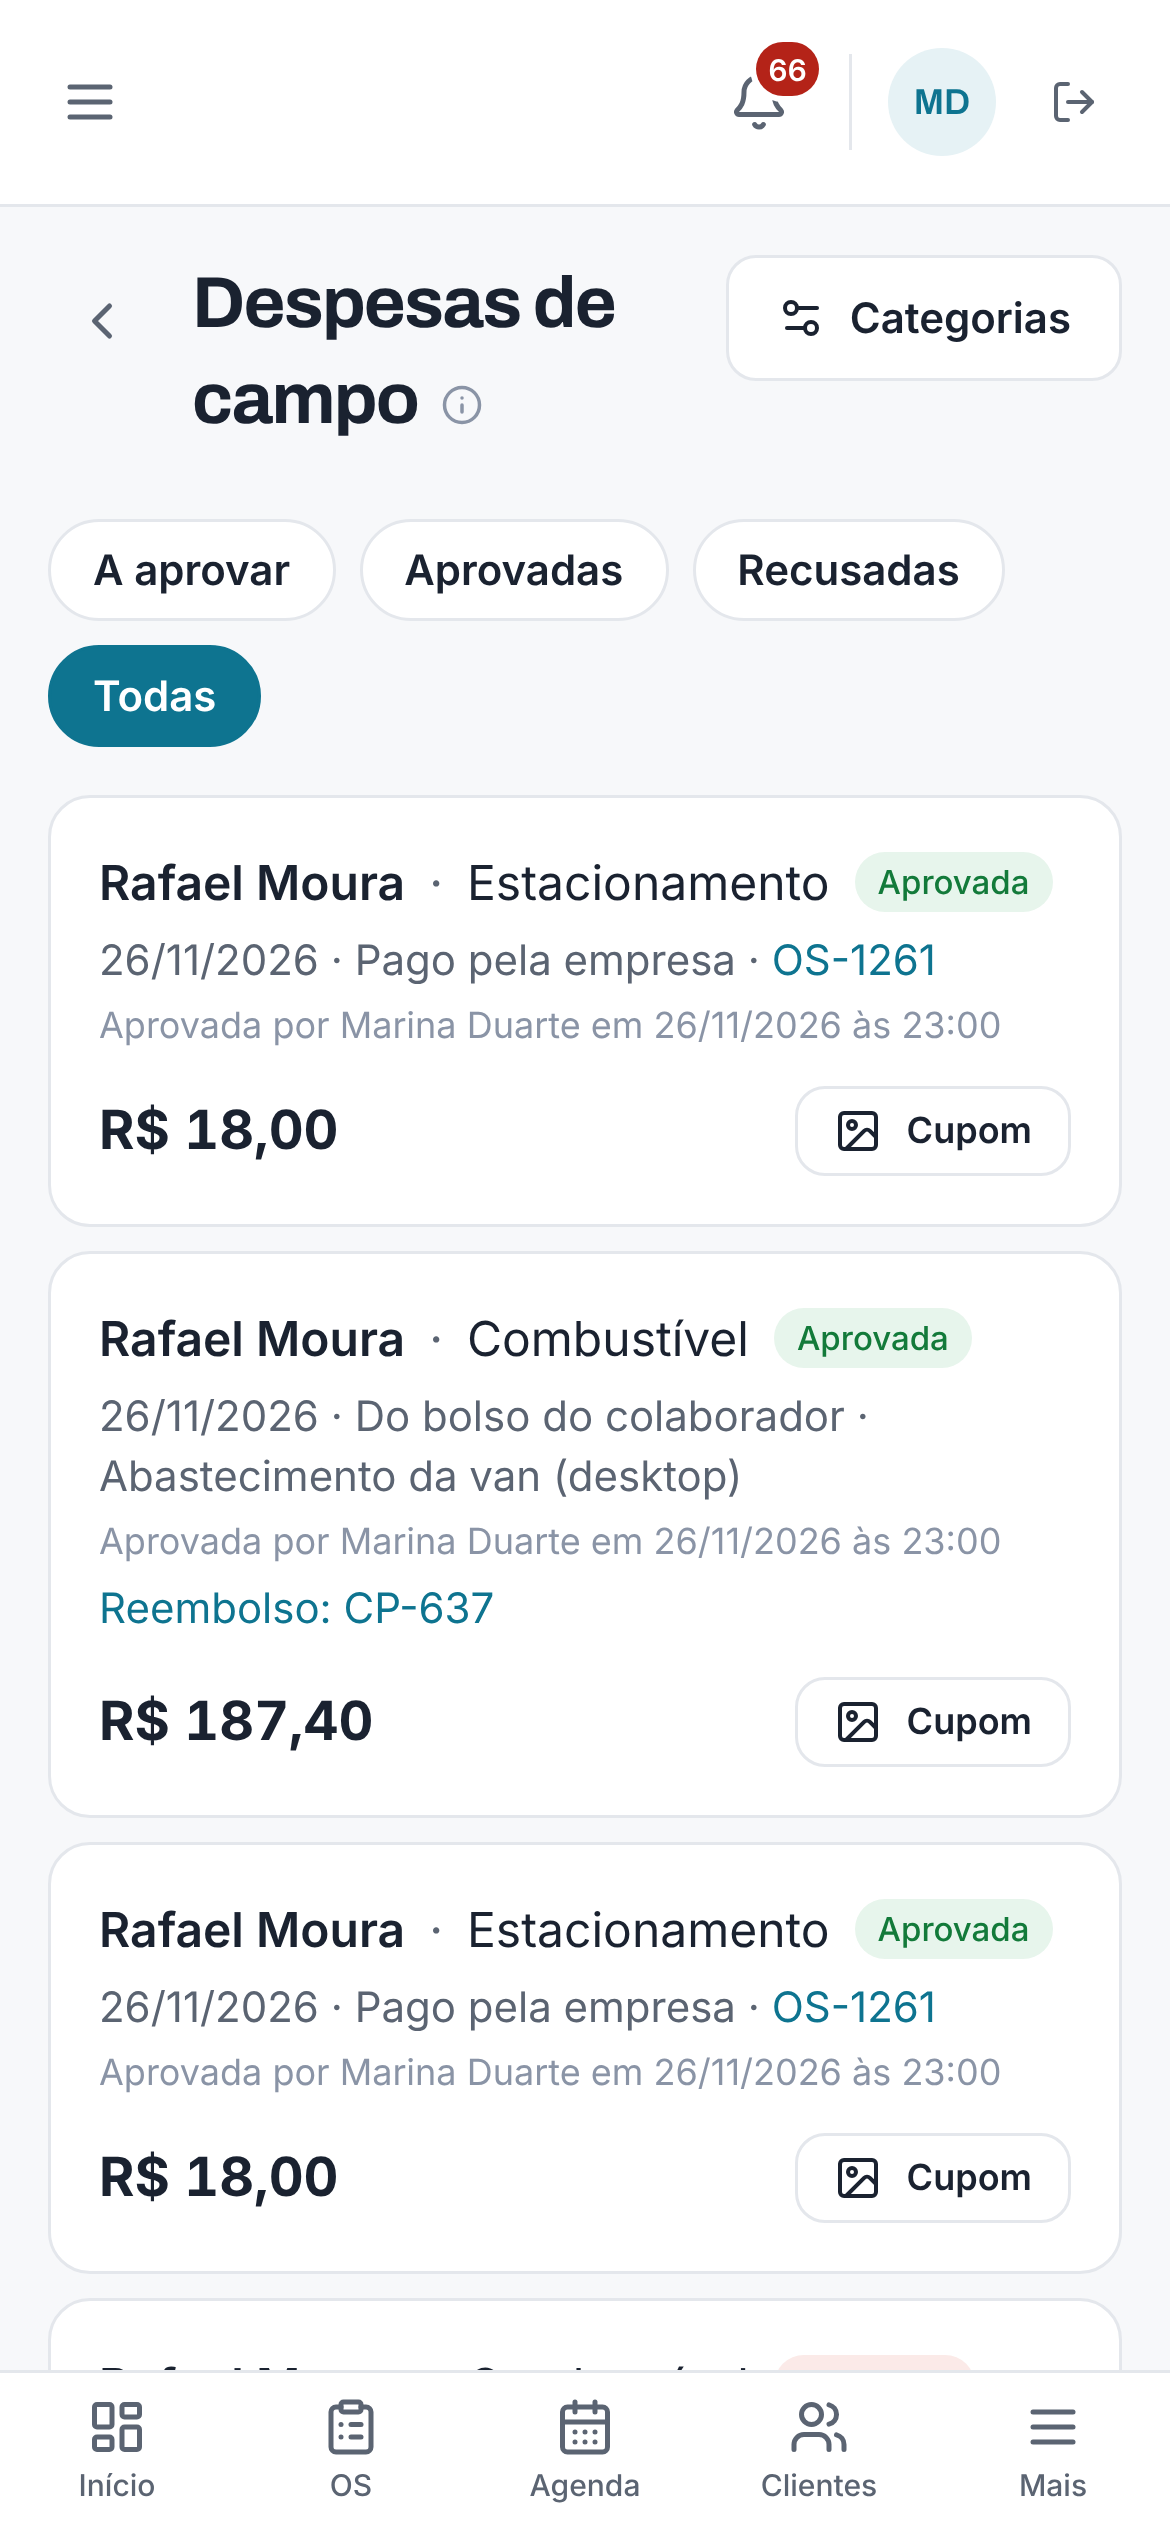 66
MD
Despesas de
campo
Categorias
A aprovar
Aprovadas
Recusadas
Todas
Rafael Moura · Estacionamento Aprovada
26/11/2026 · Pago pela empresa · OS-1261
Aprovada por Marina Duarte em 26/11/2026 às 23:00
R$ 18,00
Cupom
Rafael Moura · Combustível Aprovada
26/11/2026 · Do bolso do colaborador ·
Abastecimento da van (desktop)
Aprovada por Marina Duarte em 26/11/2026 às 23:00
Reembolso: CP-637
R$ 187,40
Cupom
Rafael Moura · Estacionamento Aprovada
26/11/2026 · Pago pela empresa · OS-1261
Aprovada por Marina Duarte em 26/11/2026 às 23:00
R$ 18,00
Cupom
Início
OS
Agenda
Clientes
Mais